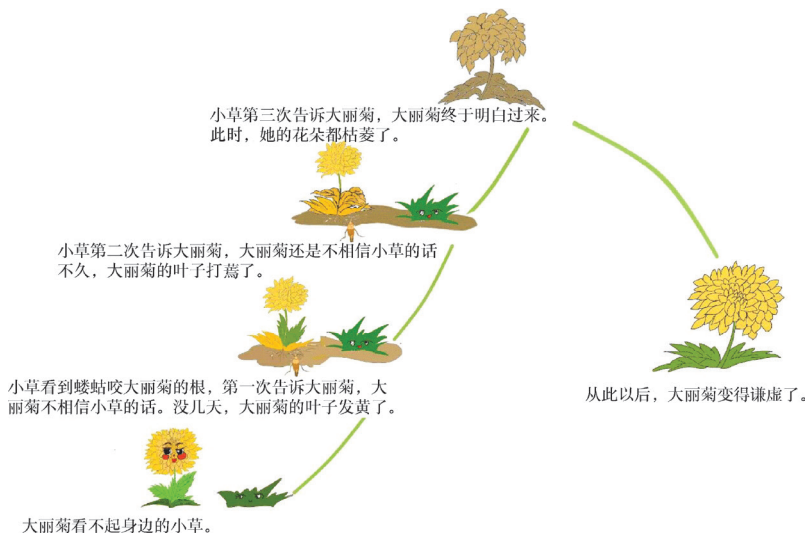 小草第三次告诉大丽菊，大丽菊终于明白过来。
此时，她的花朵都枯萎了。
小草第二次告诉大丽菊，大丽菊还是不相信小草的话
不久，大丽菊的叶子打蔫了。
小草看到蝼蛄咬大丽菊的根，第一次告诉大丽菊，大
丽菊不相信小草的话。没几天，大丽菊的叶子发黄了。
从此以后，大丽菊变得谦虚了。
大丽菊看不起身边的小草。